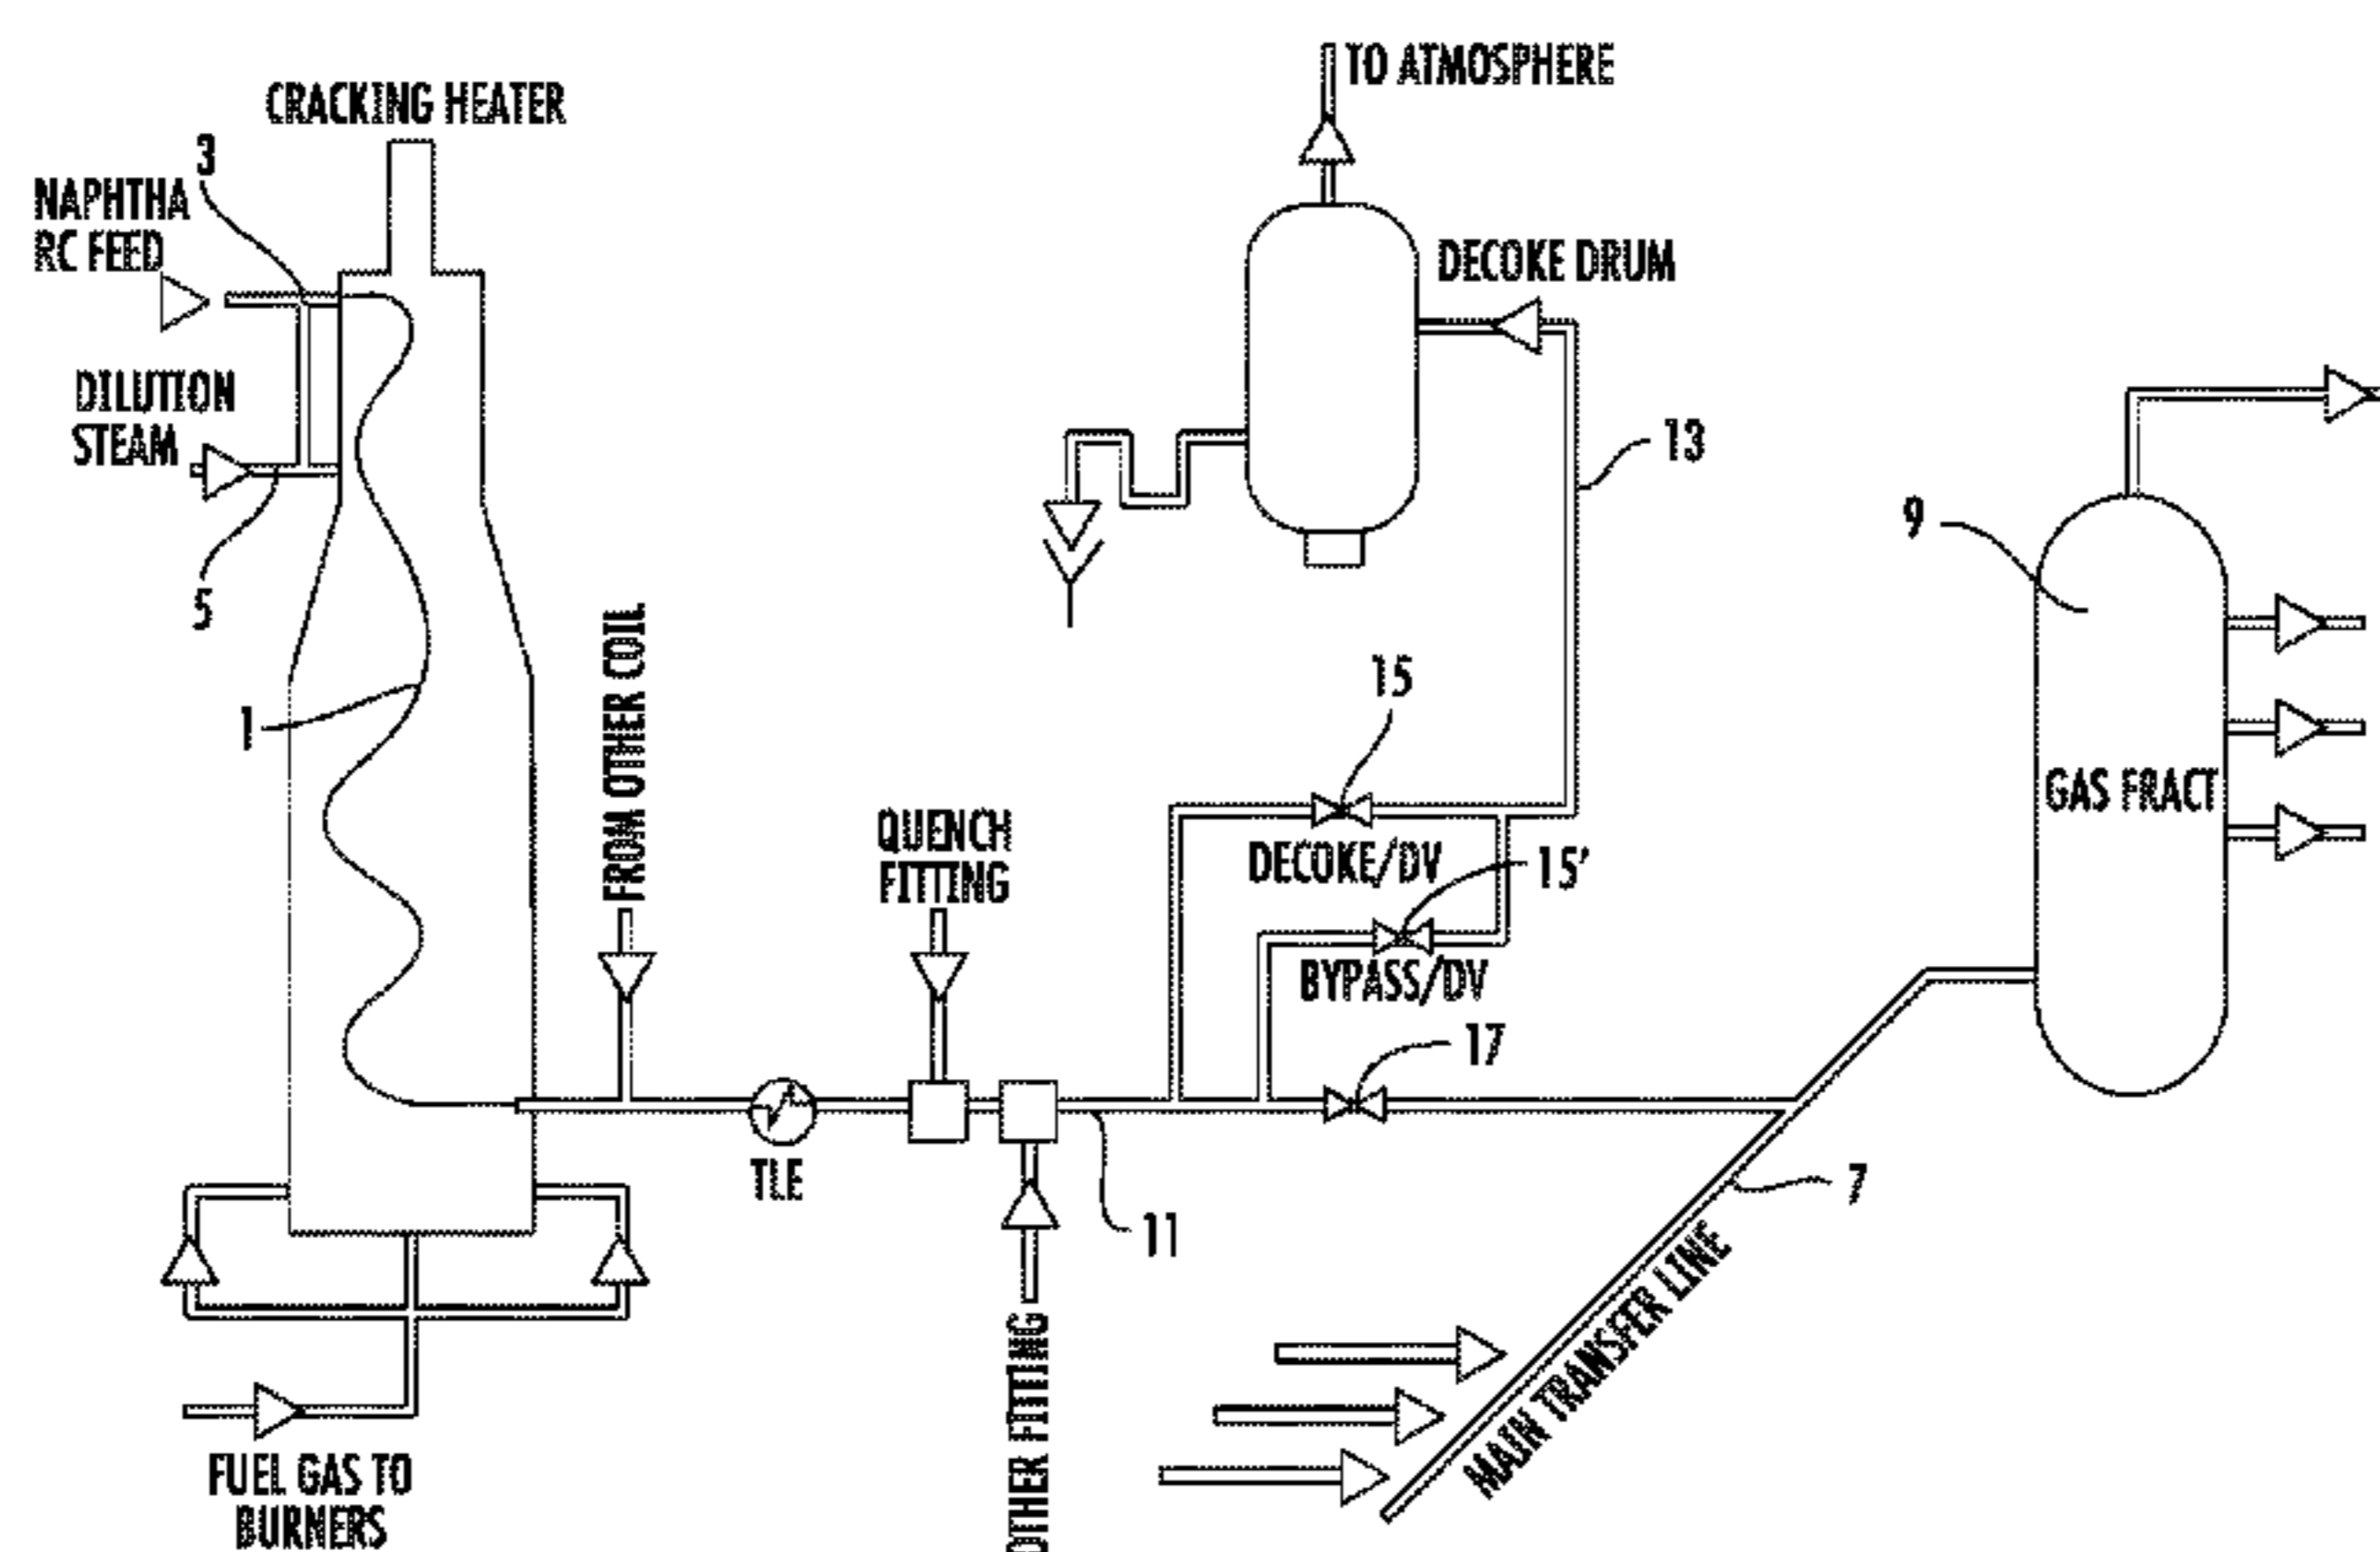 TO ATMOSPHERE
CRACKING HEATER
3
NAPHTHA
RC FEED
DECOKE DRUM
DILUTION
STEAM
13
9
5
FROM OTHER COIL
15
1
GAS FRACT
QUENCH
FITTING
DECOKE/DV
15'
BYPASS/DV
17
TLE
7
11
MAIN TRANSFER LINE
OTHER FITTING
FUEL GAS TO
BURNERS